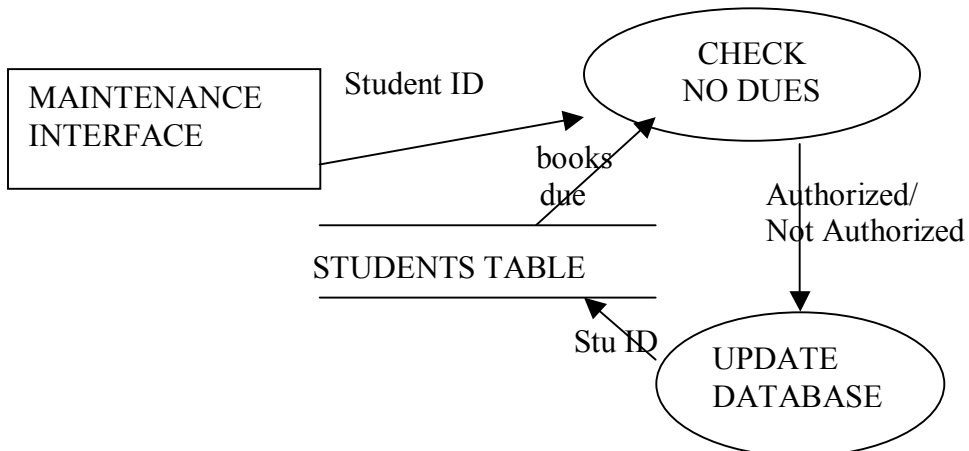 CHECK
NO DUES
Student ID
MAINTENANCE
INTERFACE
books
due
Authorized/
Not Authorized
STUDENTS TABLE
Stu ID
UPDATE
DATABASE